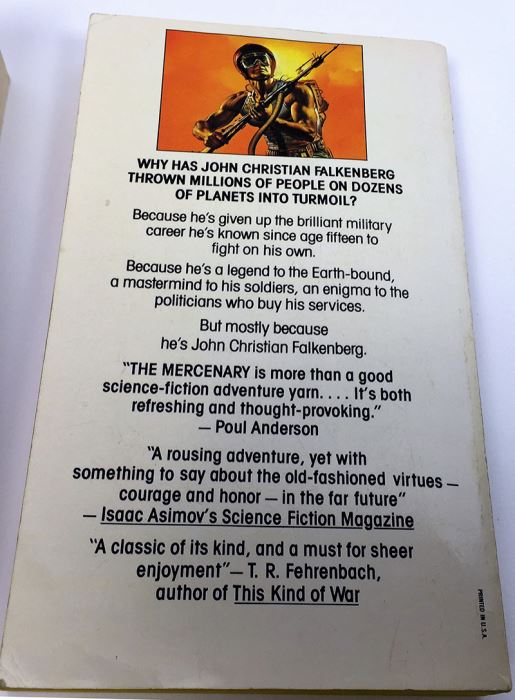 WHY HAS JOHN CHRISTIAN FALKENBERG
THROWN MILLIONS OF PEOPLE ON DOZENS
OF PLANETS INTO TURMOIL?
Because he's given up the brilliant military
career he's known since age fifteen to
fight on his own.
Because he's a legend to the Earth-bound,
a mastermind to his soldiers, an enigma to the
politicians who buy his services.
But mostly because
he's John Christian Falkenberg.
"THE MERCENARY is more than a good
science-fiction adventure yarn. . . . It's both
refreshing and thought-provoking."
— Poul Anderson
"A rousing adventure, yet with
something to say about the old-fashioned virtues —
courage and honor — in the far future"
— Isaac Asimov's Science Fiction Magazine
"A classic of its kind, and a must for sheer
enjoyment" — T. R. Fehrenbach,
author of This Kind of War
PRINTED IN U.S.A.